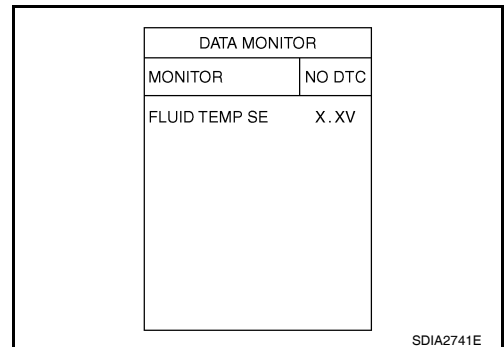 DATA MONITOR
MONITOR NO DTC
FLUID TEMP SE X.XV
SDIA2741E